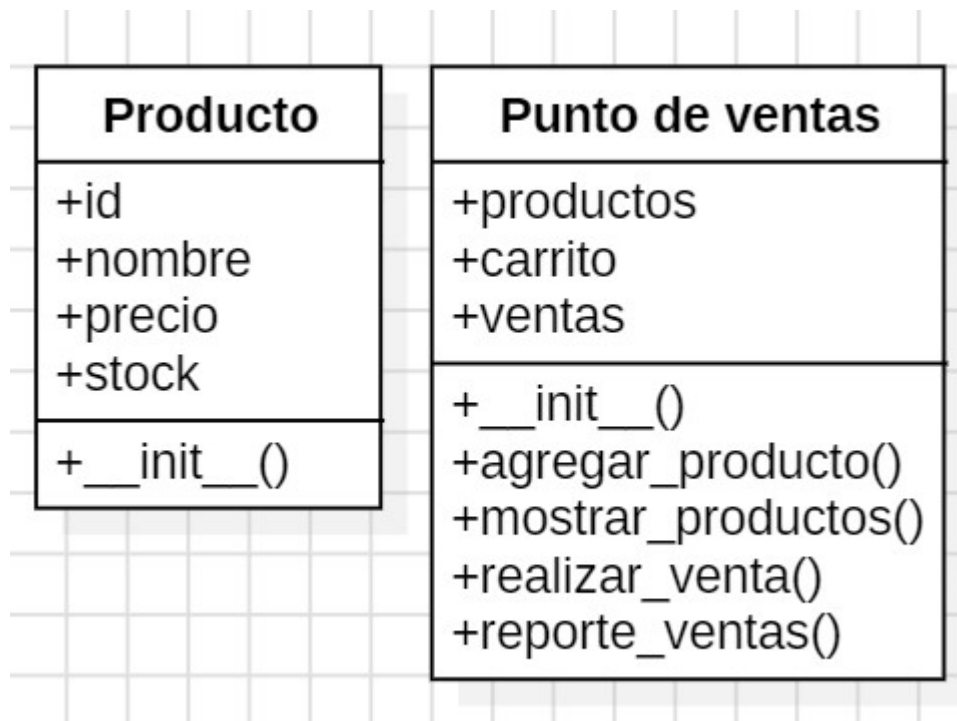 Producto
+id
+nombre
+precio
+stock
+__init__()
Punto de ventas
+productos
+carrito
+ventas
+__init__()
+agregar_producto()
+mostrar_productos()
+realizar_venta()
+reporte_ventas()